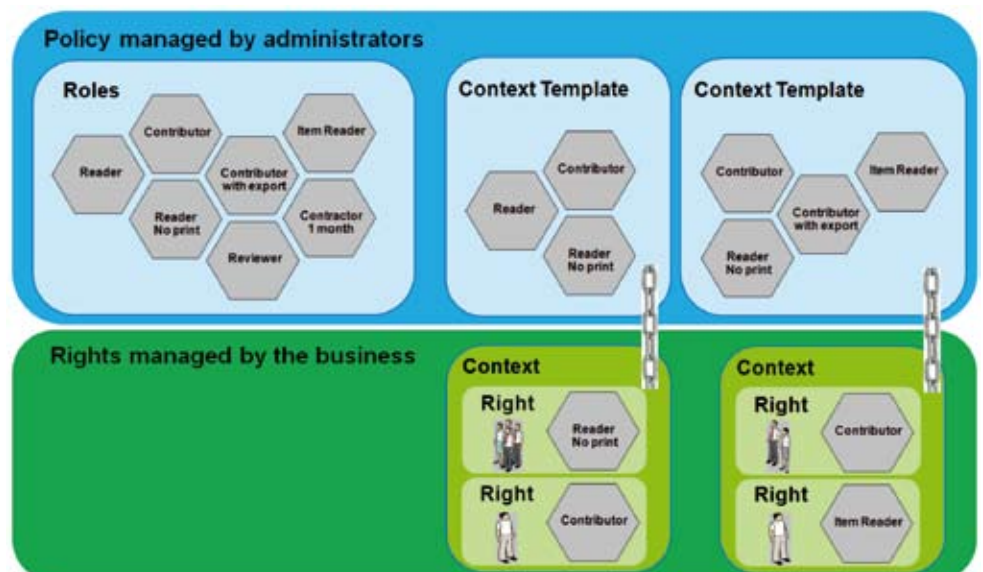 Policy managed by administrators
Roles
Contributor
Item Reader
Reader
Contributor
with export
Reader
No print
Contractor
1 month
Reviewer
Context Template
Contributor
Reader
Reader
No print
Context Template
Contributor
Item Reader
Contributor
with export
Reader
No print
Rights managed by the business
Context
Right
Reader
No print
Right
Contributor
Context
Right
Contributor
Right
Item Reader